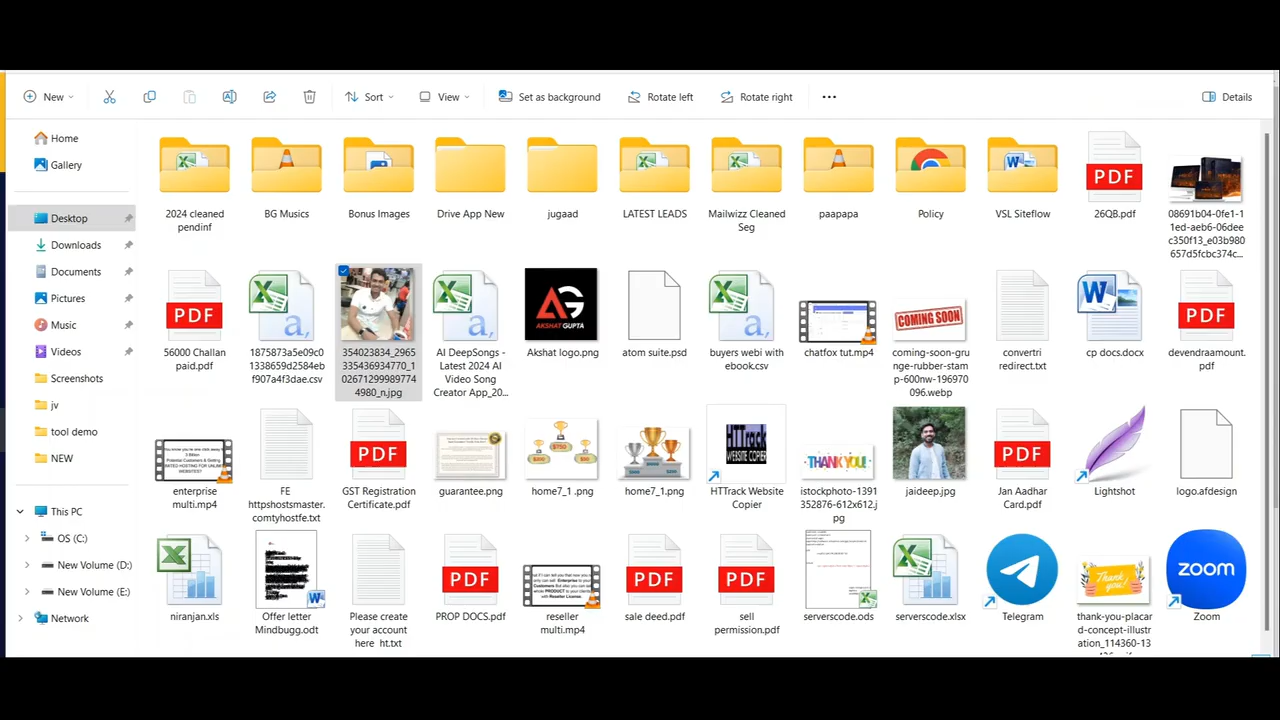 New
Sort
View
Set as background
Rotate left
Rotate right
Details
Home
Gallery
Desktop
Downloads
Documents
Pictures
Music
Videos
Screenshots
jv
tool demo
NEW
This PC
OS (C:)
New Volume (D:)
New Volume (E:)
Network
2024 cleaned
pendinf
BG Musics
Bonus Images
Drive App New
jugaad
LATEST LEADS
Mailwizz Cleaned
Seg
paapapa
Policy
VSL Siteflow
PDF
26QB.pdf
08691b04-0fe1-1
1ed-aeb6-06dee
c350f13_e03b980
657d5fcbc374c...
PDF
56000 Challan
paid.pdf
1875873a5e09c0
1338659d2584eb
f907a4f3dae.csv
354023834_2965
335436934770_1
02671299989774
4980_n.jpg
AI DeepSongs -
Latest 2024 AI
Video Song
Creator App_20...
AKSHAT GUPTA
Akshat logo.png
atom suite.psd
buyers webi with
ebook.csv
chatfox tut.mp4
COMING SOON
coming-soon-gru
nge-rubber-stam
p-600nw-196970
096.webp
convertri
redirect.txt
cp docs.docx
PDF
devendraamount.
pdf
enterprise
multi.mp4
FE
httpshostsmaster.
comtyhostfe.txt
PDF
GST Registration
Certificate.pdf
guarantee.png
home7_1 .png
home7_1.png
HTTrack
WEBSITE COPIER
HTTrack Website
Copier
THANK YOU!
istockphoto-1391
352876-612x612.j
pg
jaideep.jpg
PDF
Jan Aadhar
Card.pdf
Lightshot
logo.afdesign
niranjan.xls
Offer letter
Mindbugg.odt
Please create
your account
here ht.txt
PDF
PROP DOCS.pdf
reseller
multi.mp4
PDF
sale deed.pdf
PDF
sell
permission.pdf
serverscode.ods
serverscode.xlsx
Telegram
Thank you!
thank-you-placar
d-concept-illustr
ation_114360-13
zoom
Zoom